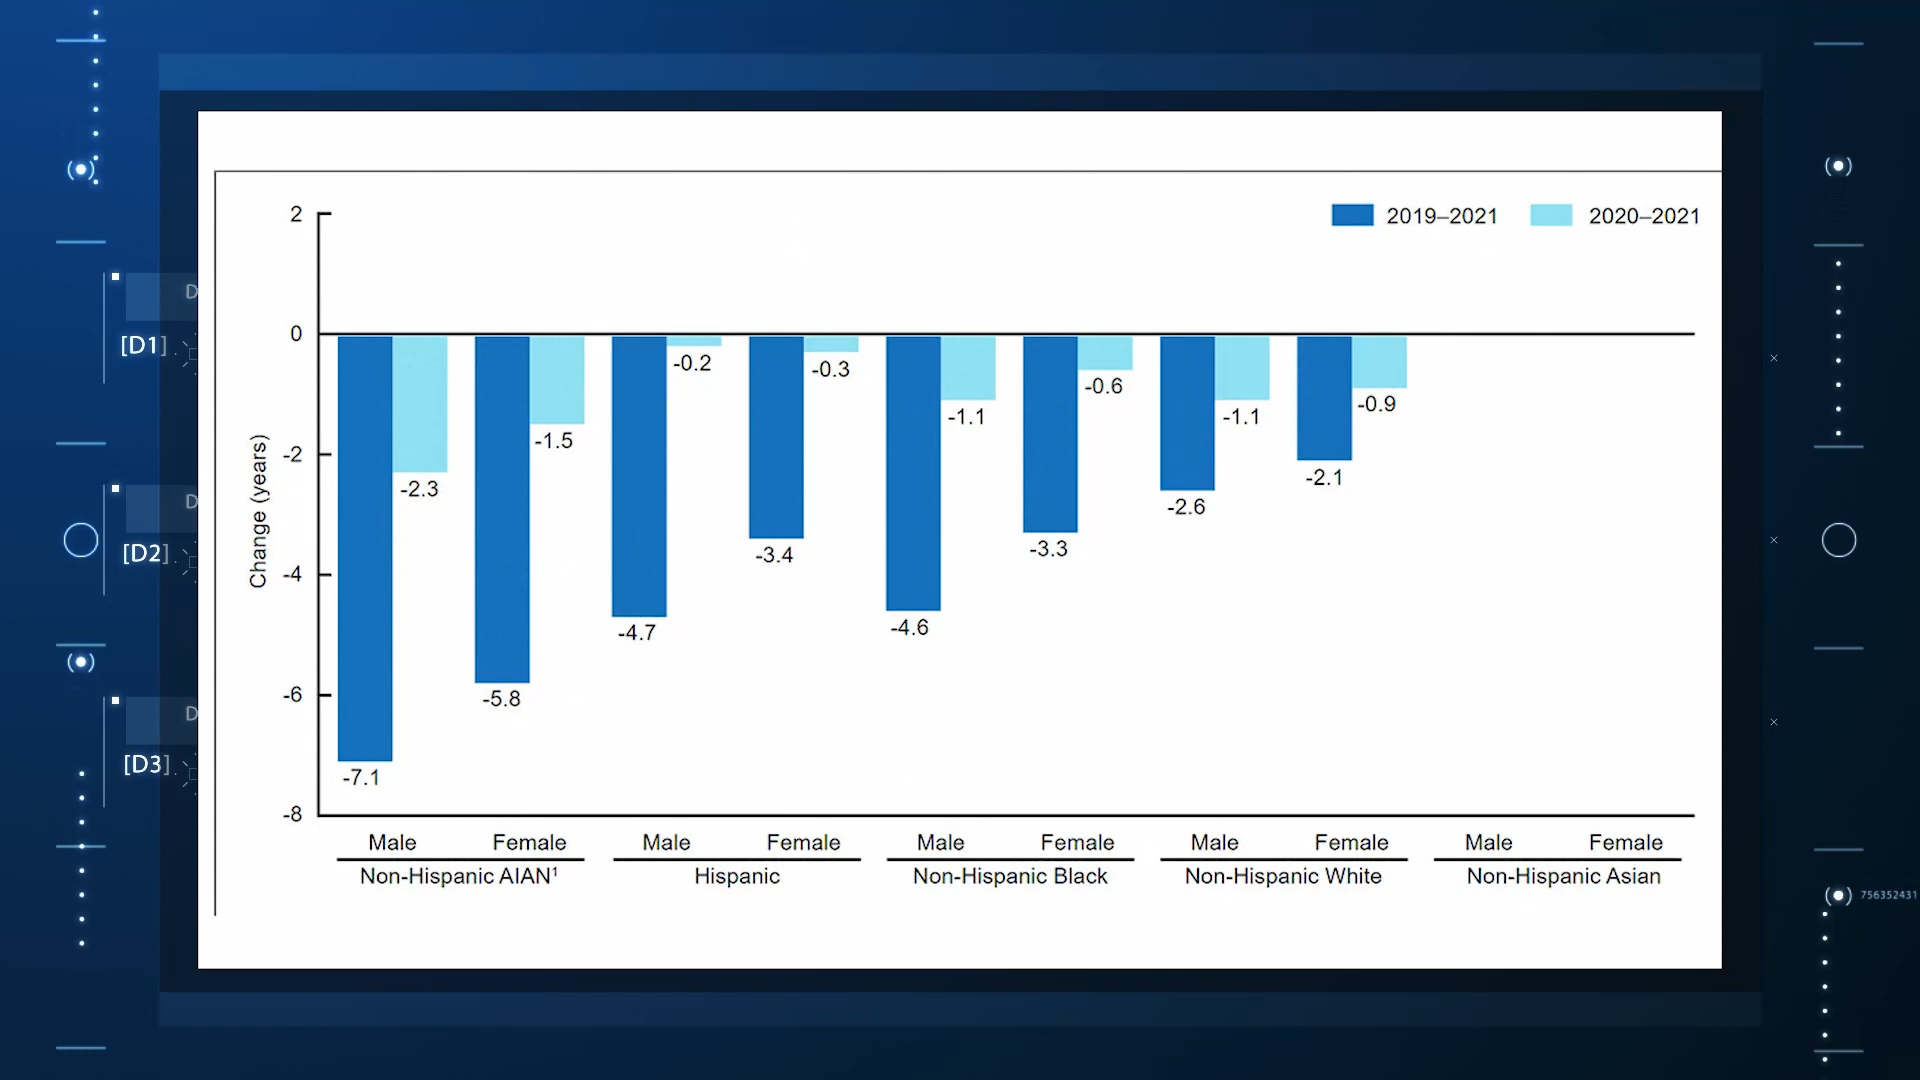 2
2019–2021
2020–2021
D
0
[D1]
-0.2
-0.3
-0.6
-0.9
-1.1
-1.1
-1.5
-2
-2.3
-2.1
D
-2.6
Change (years)
-3.3
-3.4
[D2]
-4
-4.6
-4.7
-6
-5.8
D
[D3]
-7.1
-8
Male Female Male Female Male Female Male Female Male Female
Non-Hispanic AIAN¹ Hispanic Non-Hispanic Black Non-Hispanic White Non-Hispanic Asian
756352431